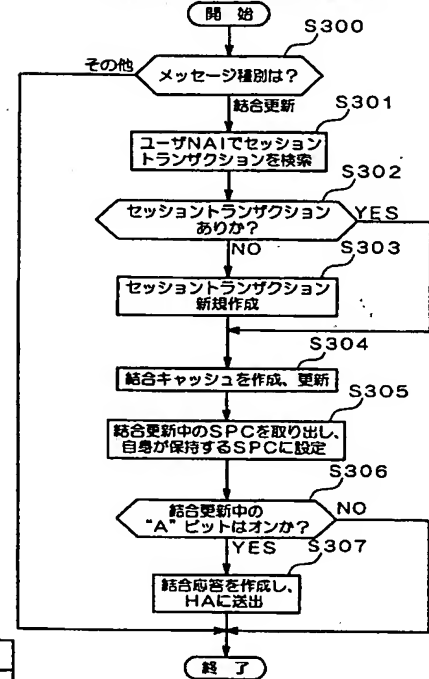 開 始
S300
その他
メッセージ種別は？
結合更新
S301
ユーザNAIでセッション
トランザクションを検索
S302
セッショントランザクション
ありか？
YES
NO
S303
セッショントランザクション
新規作成
S304
結合キャッシュを作成、更新
S305
結合更新中のSPCを取り出し、
自身が保持するSPCに設定
S306
結合更新中の
“A”ビットはオンか？
NO
YES
S307
結合応答を作成し、
HAに送出
終 了